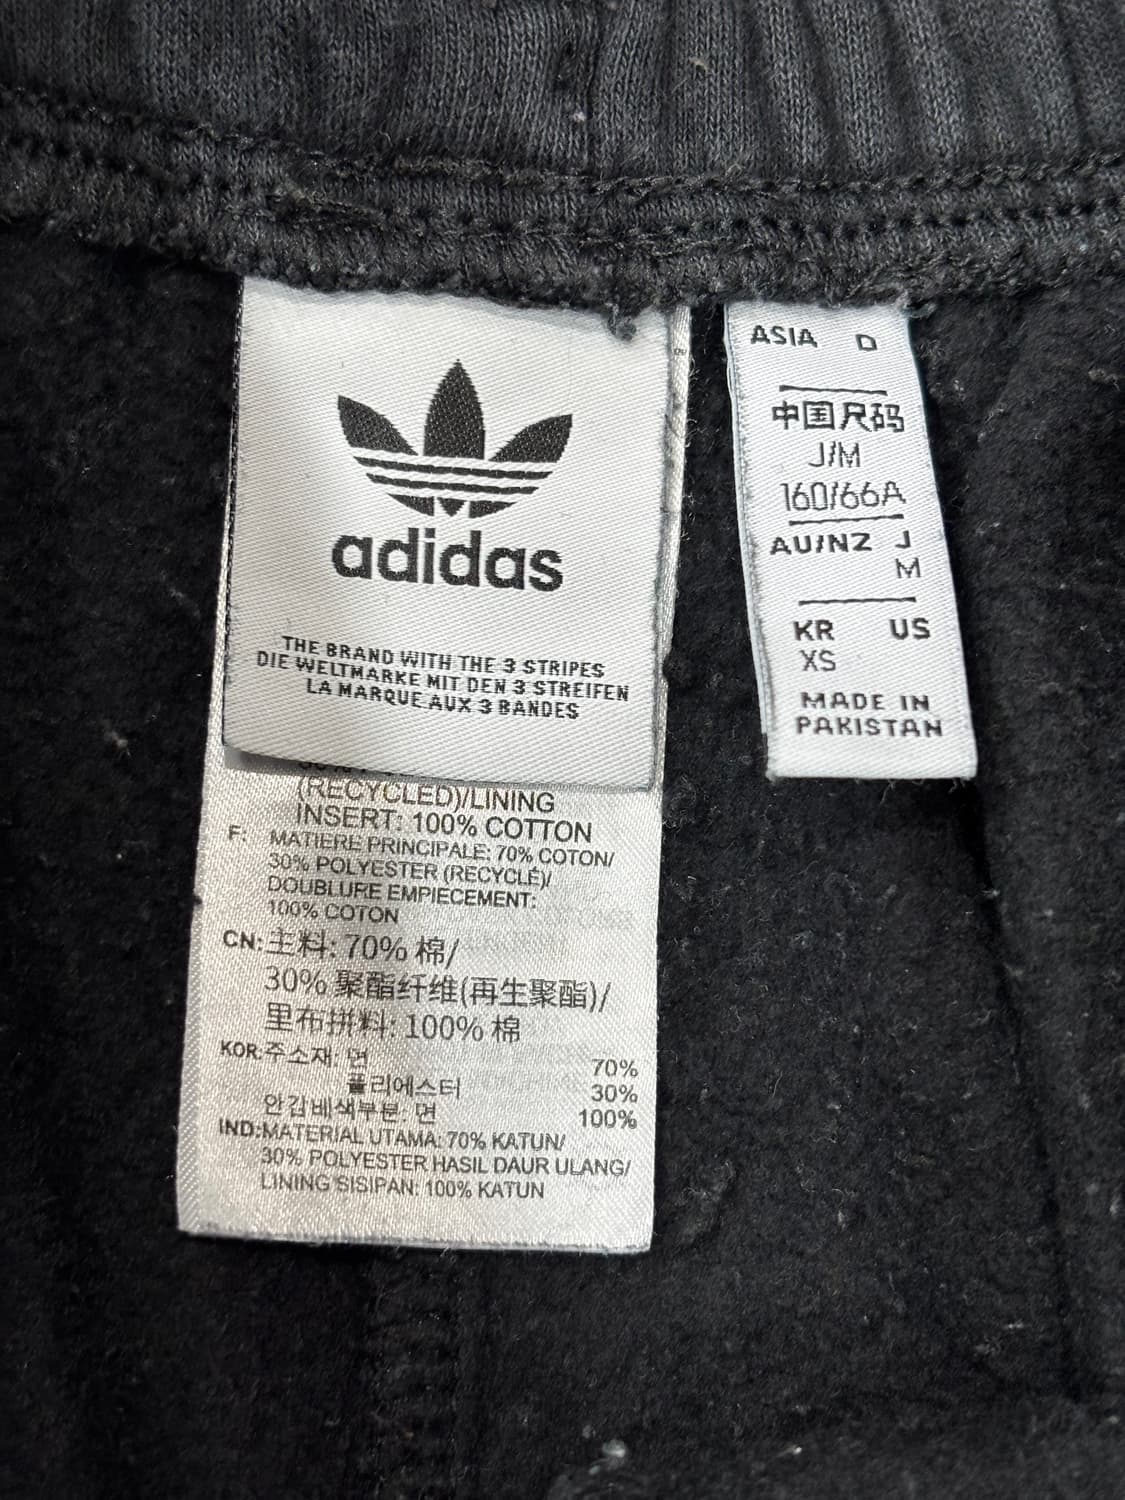 adidas
THE BRAND WITH THE 3 STRIPES
DIE WELTMARKE MIT DEN 3 STREIFEN
LA MARQUE AUX 3 BANDES
(RECYCLED)/LINING
INSERT: 100% COTTON
F: MATIERE PRINCIPALE: 70% COTON/
30% POLYESTER (RECYCLÉ)/
DOUBLURE EMPIECEMENT:
100% COTON
CN: 主料: 70% 棉/
30% 聚酯纤维(再生聚酯)/
里布拼料: 100% 棉
KOR: 주소재: 면 70%
폴리에스터 30%
안감배색부분: 면 100%
IND: MATERIAL UTAMA: 70% KATUN/
30% POLYESTER HASIL DAUR ULANG/
LINING SISIPAN: 100% KATUN
ASIA D
中国尺码
J/M
160/66A
AU/NZ J
M
KR US
XS
MADE IN
PAKISTAN